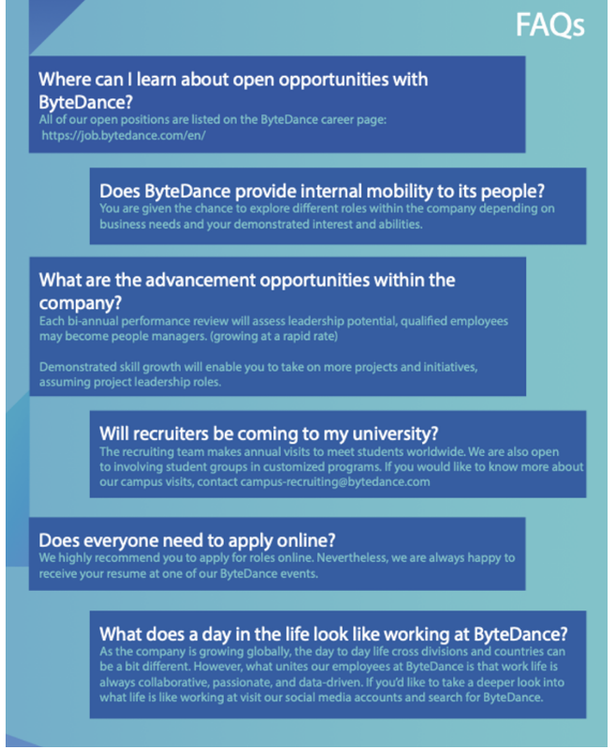 FAQs
Where can I learn about open opportunities with
ByteDance?
All of our open positions are listed on the ByteDance career page:
https://job.bytedance.com/en/
Does ByteDance provide internal mobility to its people?
You are given the chance to explore different roles within the company depending on
business needs and your demonstrated interest and abilities.
What are the advancement opportunities within the
company?
Each bi-annual performance review will assess leadership potential, qualified employees
may become people managers. (growing at a rapid rate)
Demonstrated skill growth will enable you to take on more projects and initiatives,
assuming project leadership roles.
Will recruiters be coming to my university?
The recruiting team makes annual visits to meet students worldwide. We are also open
to involving student groups in customized programs. If you would like to know more about
our campus visits, contact campus-recruiting@bytedance.com
Does everyone need to apply online?
We highly recommend you to apply for roles online. Nevertheless, we are always happy to
receive your resume at one of our ByteDance events.
What does a day in the life look like working at ByteDance?
As the company is growing globally, the day to day life cross divisions and countries can
be a bit different. However, what unites our employees at ByteDance is that work life is
always collaborative, passionate, and data-driven. If you'd like to take a deeper look into
what life is like working at visit our social media accounts and search for ByteDance.